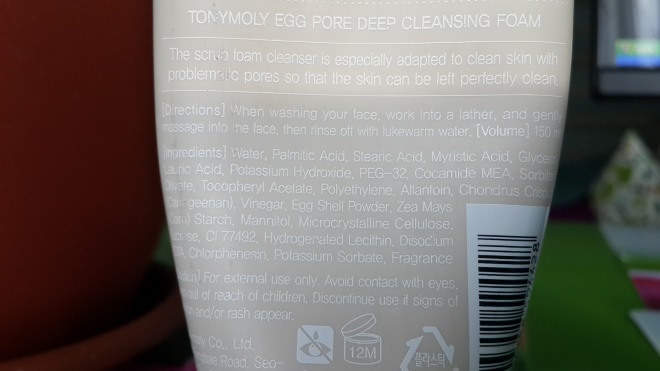 TONYMOLY EGG PORE DEEP CLEANSING FOAM
The scrub foam cleanser is especially adapted to clean skin with
problematic pores so that the skin can be left perfectly clean.
[Directions] When washing your face, work into a lather, and gently
massage into the face, then rinse off with lukewarm water. [Volume] 150 m
[Ingredients] Water, Palmitic Acid, Stearic Acid, Myristic Acid, Glycer
Lauric Acid, Potassium Hydroxide, PEG-32, Cocamide MEA, Sorbit
Olivate, Tocopheryl Acetate, Polyethylene, Allantoin, Chondrus Crisp
(Carrageenan), Vinegar, Egg Shell Powder, Zea Mays
(Corn) Starch, Mannitol, Microcrystalline Cellulose,
ose, CI 77492, Hydrogenated Lecithin, Disodium
Chlorphenesin, Potassium Sorbate, Fragrance
For external use only. Avoid contact with eyes,
out of reach of children. Discontinue use if signs of
and/or rash appear.
Co., Ltd.
Road, Seo-
12M
플라스틱